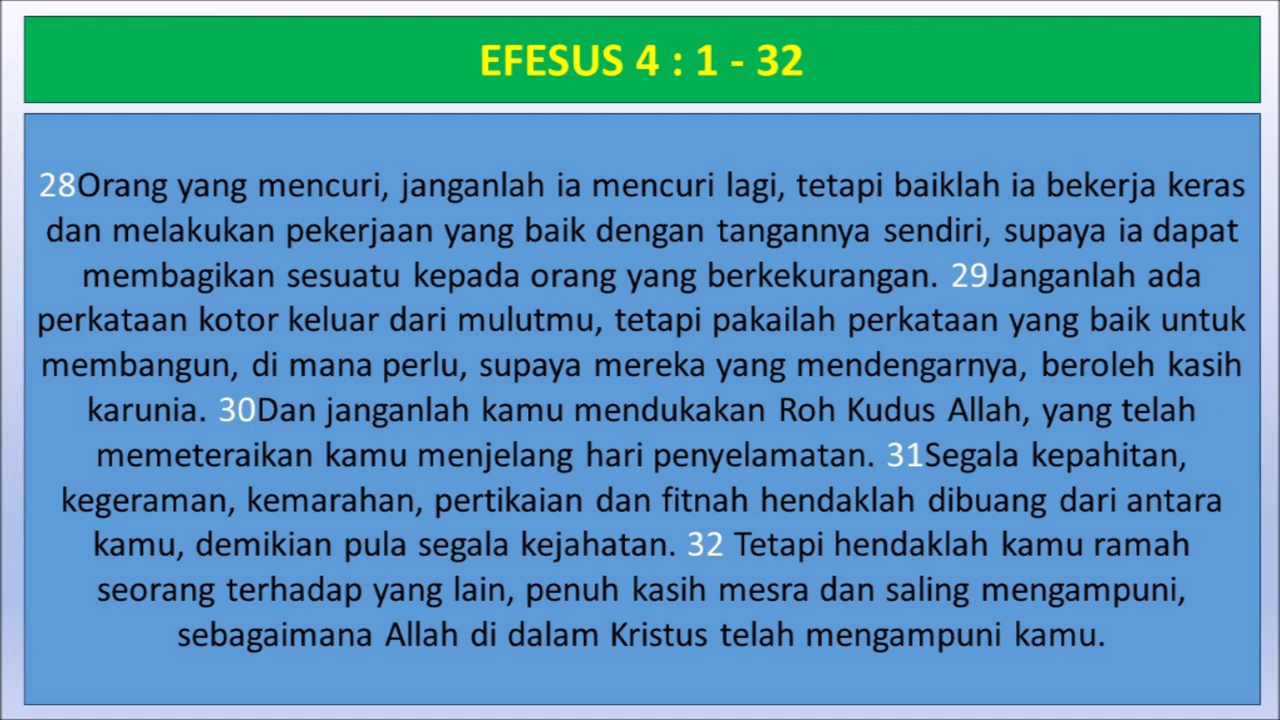 EFESUS 4 : 1 - 32
28Orang yang mencuri, janganlah ia mencuri lagi, tetapi baiklah ia bekerja keras
dan melakukan pekerjaan yang baik dengan tangannya sendiri, supaya ia dapat
membagikan sesuatu kepada orang yang berkekurangan. 29Janganlah ada
perkataan kotor keluar dari mulutmu, tetapi pakailah perkataan yang baik untuk
membangun, di mana perlu, supaya mereka yang mendengarnya, beroleh kasih
karunia. 30Dan janganlah kamu mendukakan Roh Kudus Allah, yang telah
memeteraikan kamu menjelang hari penyelamatan. 31Segala kepahitan,
kegeraman, kemarahan, pertikaian dan fitnah hendaklah dibuang dari antara
kamu, demikian pula segala kejahatan. 32 Tetapi hendaklah kamu ramah
seorang terhadap yang lain, penuh kasih mesra dan saling mengampuni,
sebagaimana Allah di dalam Kristus telah mengampuni kamu.